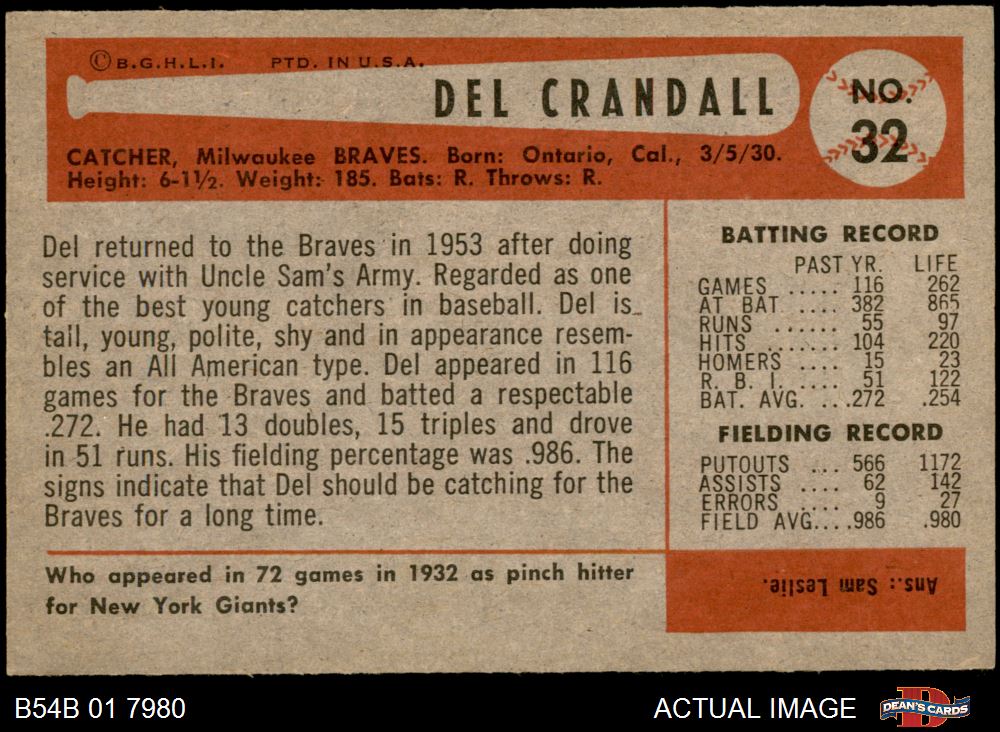 ©B.G.H.L.I. PTD. IN U.S.A.
DEL CRANDALL
NO.
32
CATCHER, Milwaukee BRAVES. Born: Ontario, Cal., 3/5/30.
Height: 6-1½. Weight: 185. Bats: R. Throws: R.
Del returned to the Braves in 1953 after doing
service with Uncle Sam's Army. Regarded as one
of the best young catchers in baseball. Del is
tail, young, polite, shy and in appearance resem-
bles an All American type. Del appeared in 116
games for the Braves and batted a respectable
.272. He had 13 doubles, 15 triples and drove
in 51 runs. His fielding percentage was .986. The
signs indicate that Del should be catching for the
Braves for a long time.
BATTING RECORD
PAST YR. LIFE
GAMES ..... 116 262
AT BAT .... 382 865
RUNS ...... 55 97
HITS ....... 104 220
HOMERS .... 15 23
R. B. I. ..... 51 122
BAT. AVG. ...272 .254
FIELDING RECORD
PUTOUTS ... 566 1172
ASSISTS .... 62 142
ERRORS .... 9 27
FIELD AVG....986 .980
Who appeared in 72 games in 1932 as pinch hitter
for New York Giants?
Ans.: Sam Leslie.
B54B 01 7980
ACTUAL IMAGE
D
DEAN'S CARDS